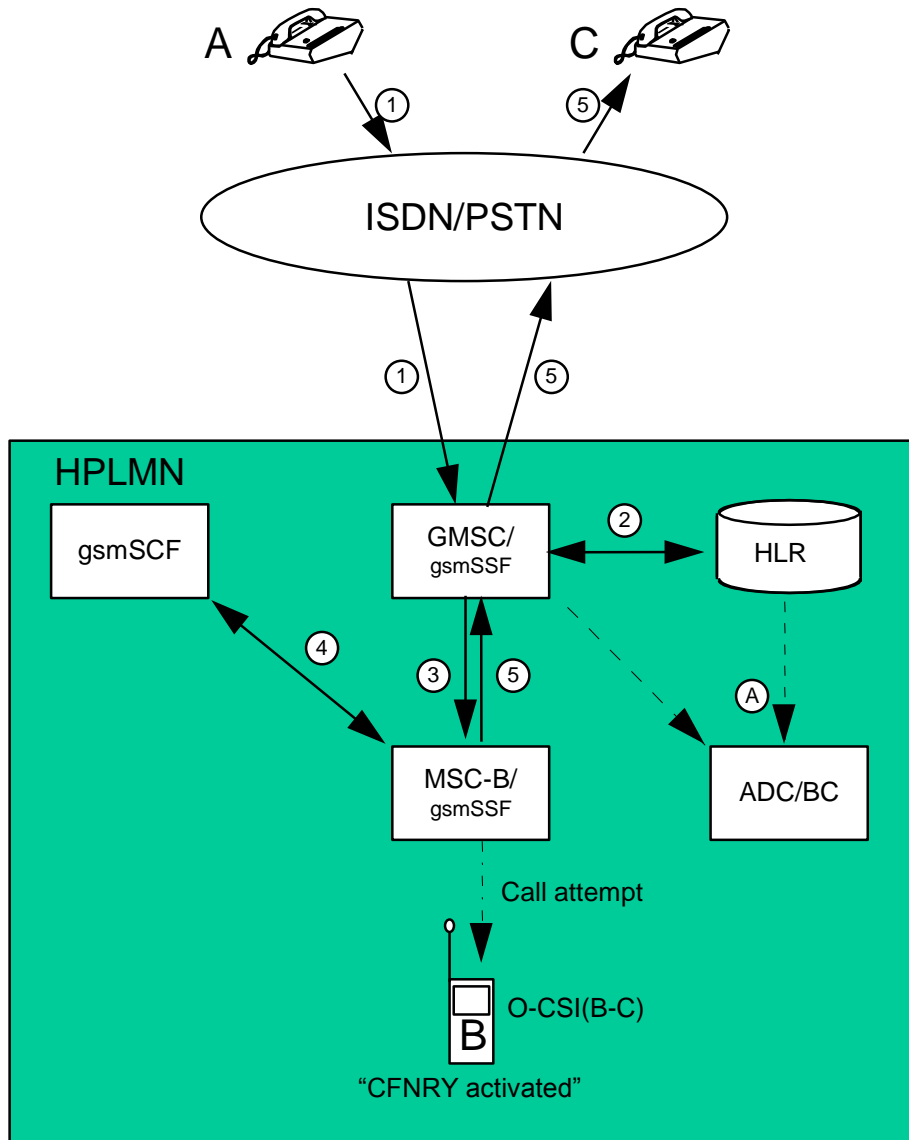 A
C
1
5
ISDN/PSTN
1
5
HPLMN
gsmSCF
GMSC/
gsmSSF
2
HLR
4
3
5
A
MSC-B/
gsmSSF
ADC/BC
Call attempt
B
O-CSI(B-C)
“CFNRY activated”